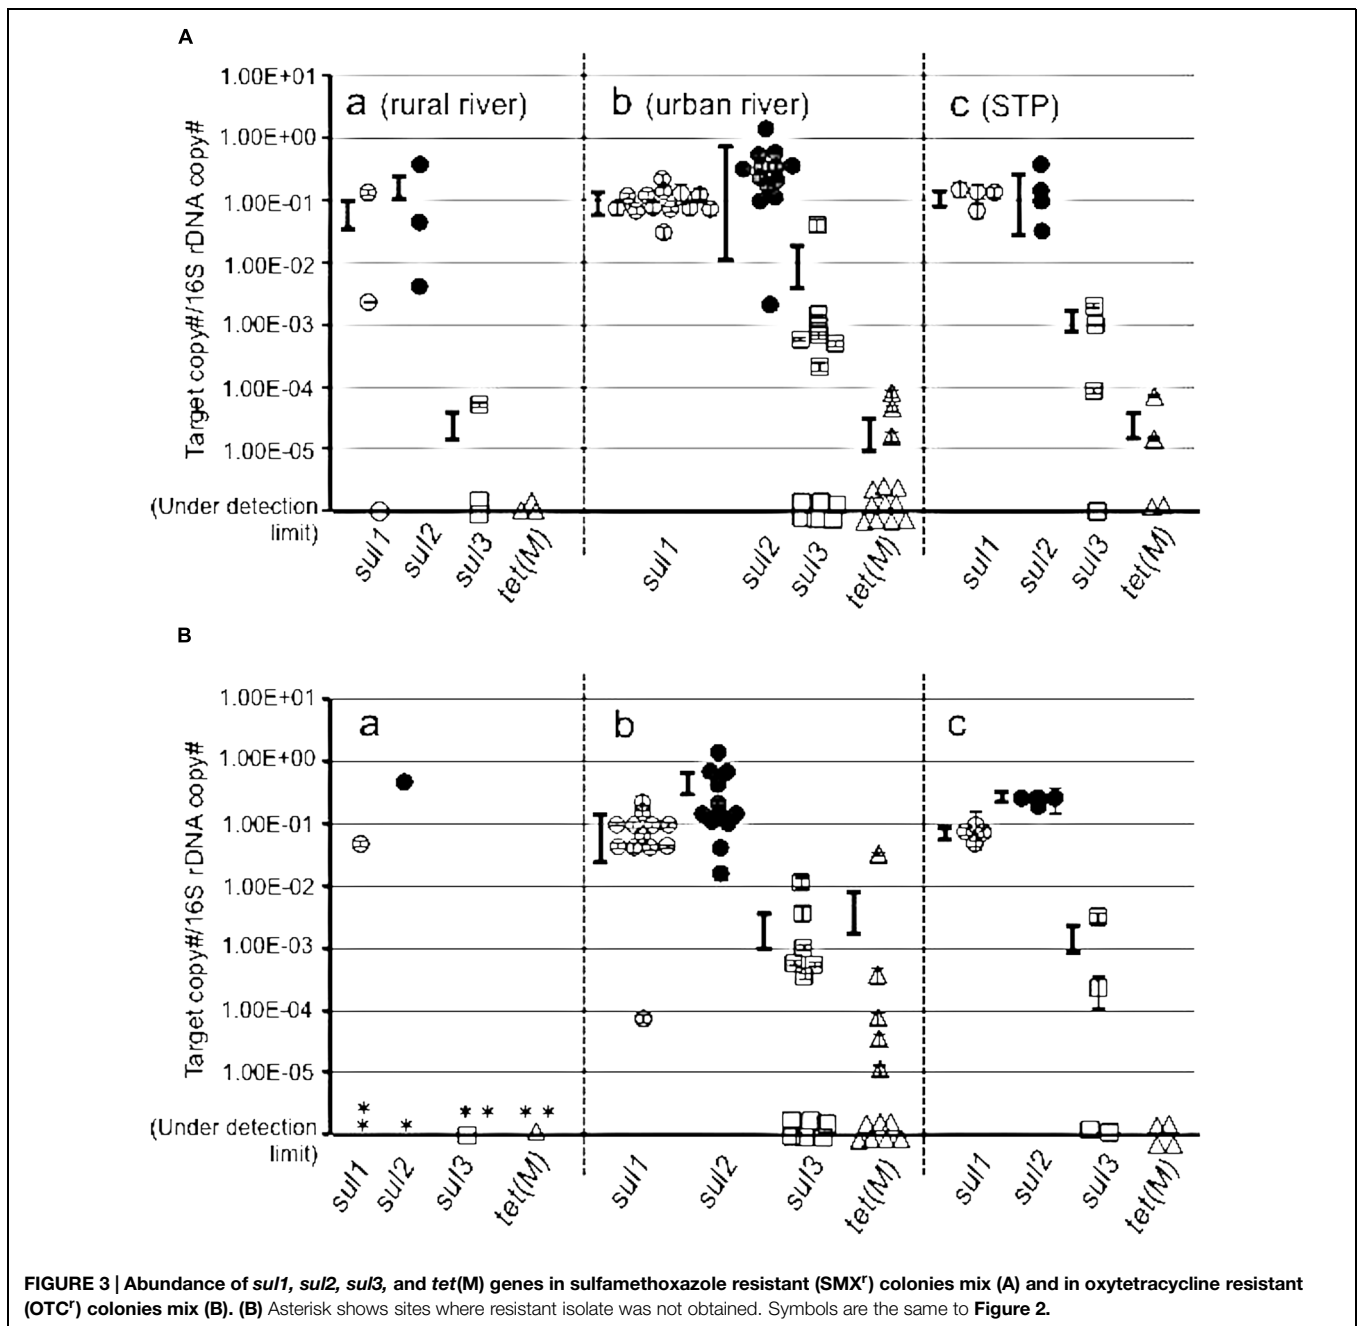 A
1.00E+01
a (rural river) b (urban river) c (STP)
1.00E+00
1.00E-01
1.00E-02
1.00E-03
1.00E-04
1.00E-05
(Under detection
limit)
Target copy#/16S rDNA copy#
sul1 sul2 sul3 tet(M) sul1 sul2 sul3 tet(M) sul1 sul2 sul3 tet(M)
B
1.00E+01
a b c
1.00E+00
1.00E-01
1.00E-02
1.00E-03
1.00E-04
1.00E-05
(Under detection
limit)
Target copy#/16S rDNA copy#
sul1 sul2 sul3 tet(M) sul1 sul2 sul3 tet(M) sul1 sul2 sul3 tet(M)
FIGURE 3 | Abundance of sul1, sul2, sul3, and tet(M) genes in sulfamethoxazole resistant (SMXʳ) colonies mix (A) and in oxytetracycline resistant
(OTCʳ) colonies mix (B). (B) Asterisk shows sites where resistant isolate was not obtained. Symbols are the same to Figure 2.